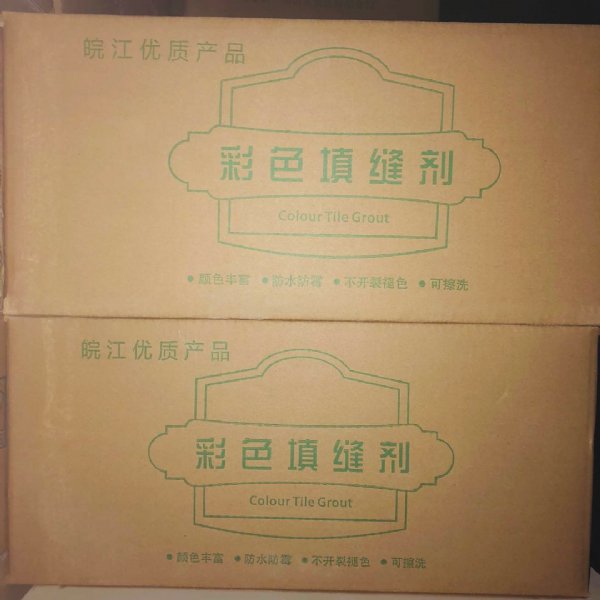 皖江优质产品
彩色填缝剂
Colour Tile Grout
●颜色丰富 ●防水防霉 ●不开裂褪色 ●可擦洗
皖江优质产品
彩色填缝剂
Colour Tile Grout
●颜色丰富 ●防水防霉 ●不开裂褪色 ●可擦洗